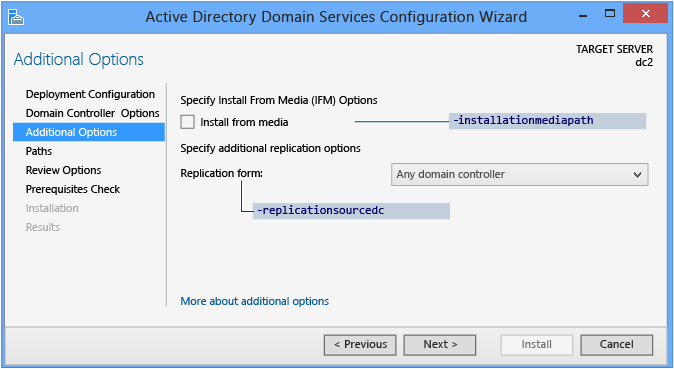 Active Directory Domain Services Configuration Wizard
Additional Options
TARGET SERVER
dc2
Deployment Configuration
Domain Controller Options
Additional Options
Paths
Review Options
Prerequisites Check
Installation
Results
Specify Install From Media (IFM) Options
Install from media
-installationmediapath
Specify additional replication options
Replication form:
Any domain controller
-replicationsourcedc
More about additional options
< Previous
Next >
Install
Cancel